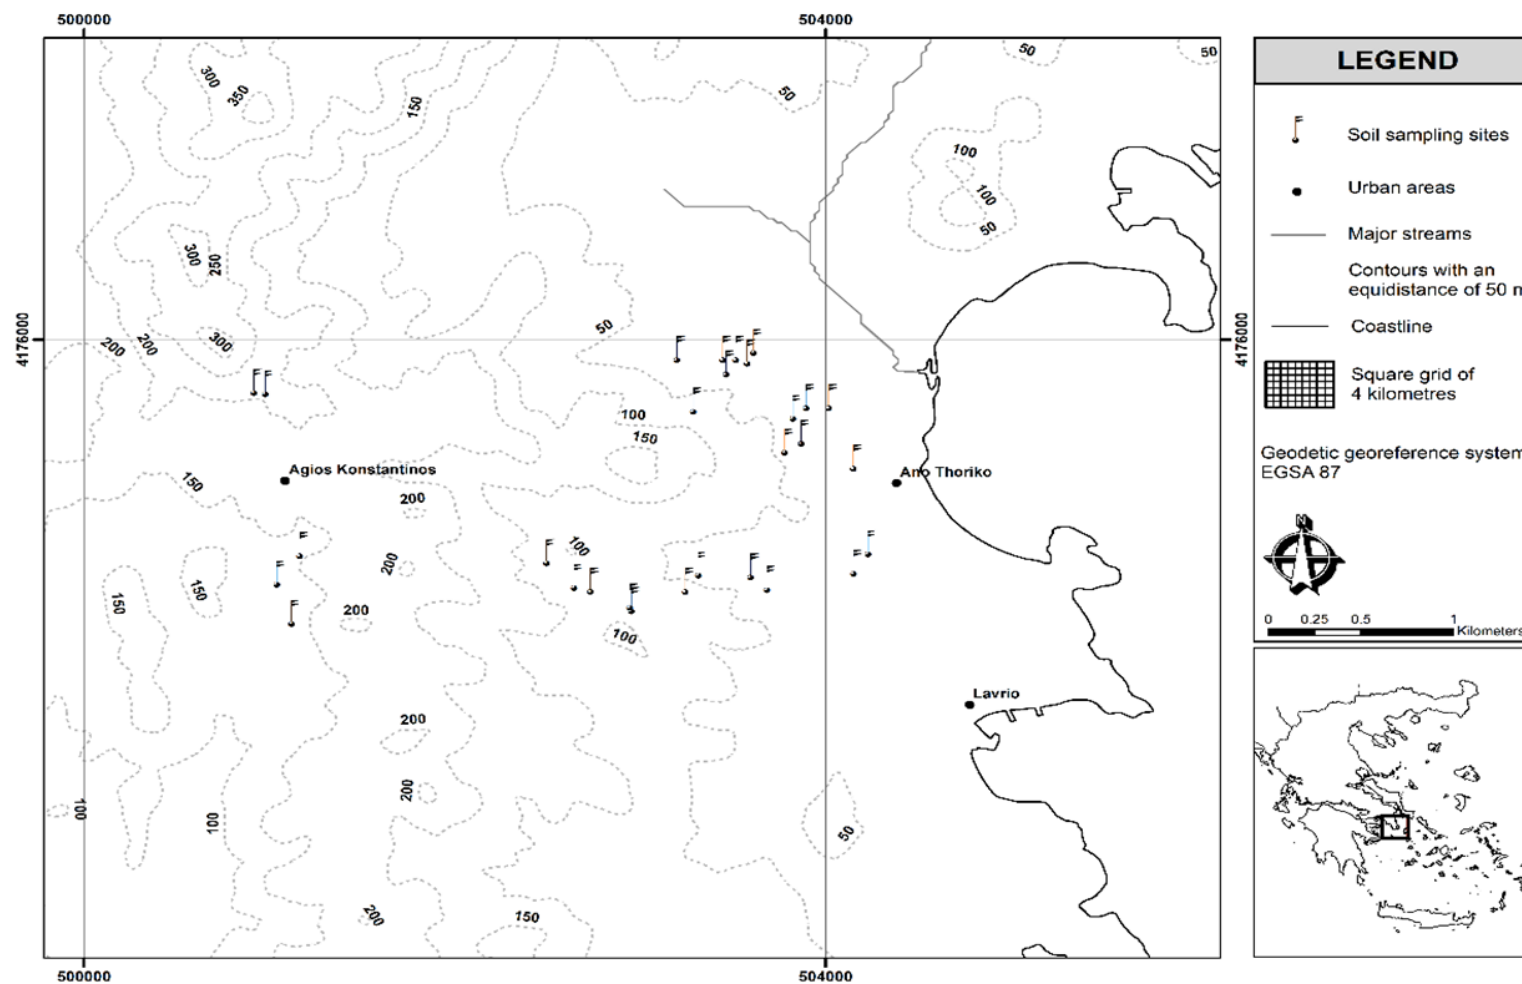 500000
504000
LEGEND
300
350
150
50
50
50
Soil sampling sites
100
Urban areas
100
50
Major streams
300
250
Contours with an
equidistance of 50 m
50
Coastline
4176000
4176000
200
200
300
Square grid of
4 kilometres
100
150
Geodetic georeference system
EGSA 87
Agios Konstantinos
Ano Thoriko
150
200
N
100
200
150
150
200
100
0
0.25
0.5
1
Kilometers
Lavrio
200
200
100
100
50
200
150
500000
504000